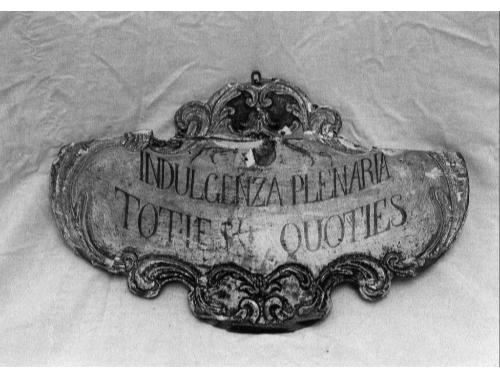 INDULGENZA PLENARIA
TOTIES QUOTIES